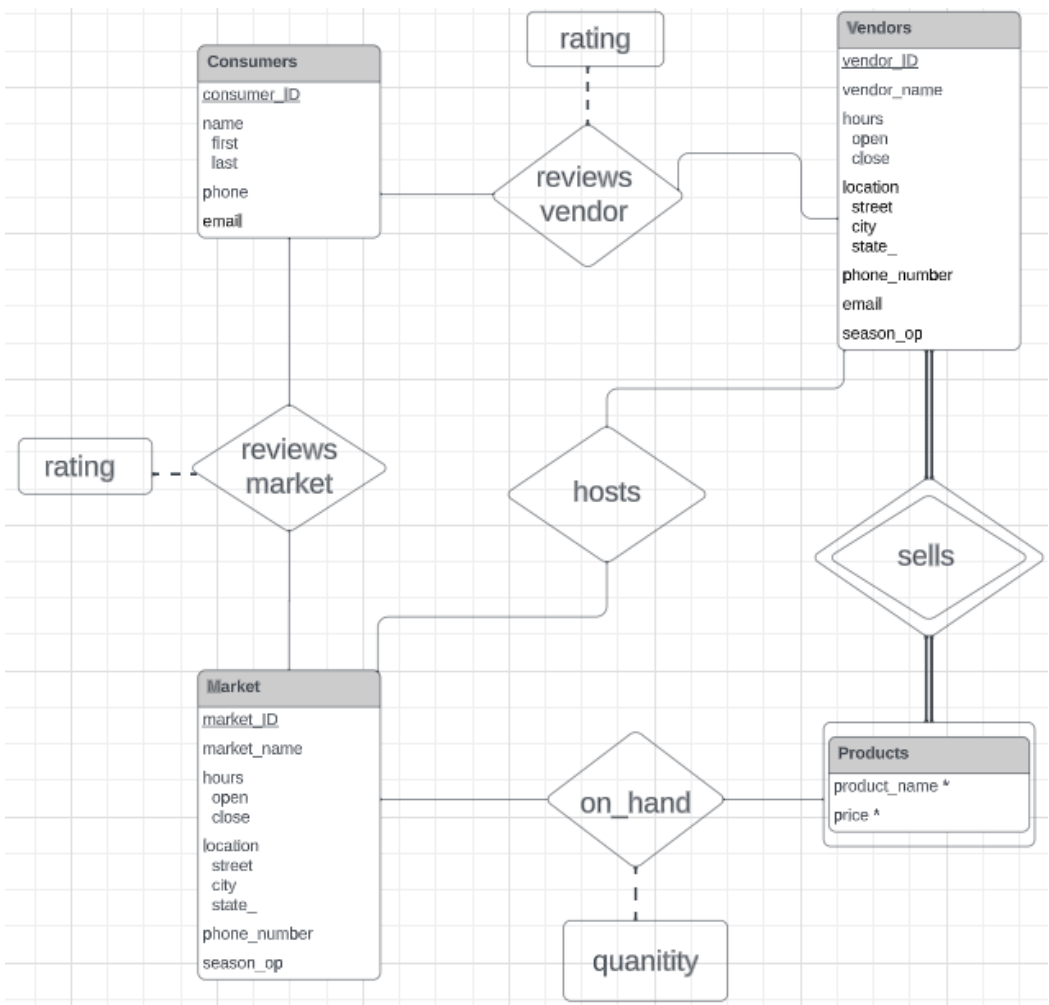 Consumers
consumer_ID
name
first
last
phone
email
rating
reviews
vendor
Vendors
vendor_ID
vendor_name
hours
open
close
location
street
city
state_
phone_number
email
season_op
rating
reviews
market
hosts
sells
Market
market_ID
market_name
hours
open
close
location
street
city
state_
phone_number
season_op
on_hand
quanitity
Products
product_name *
price *